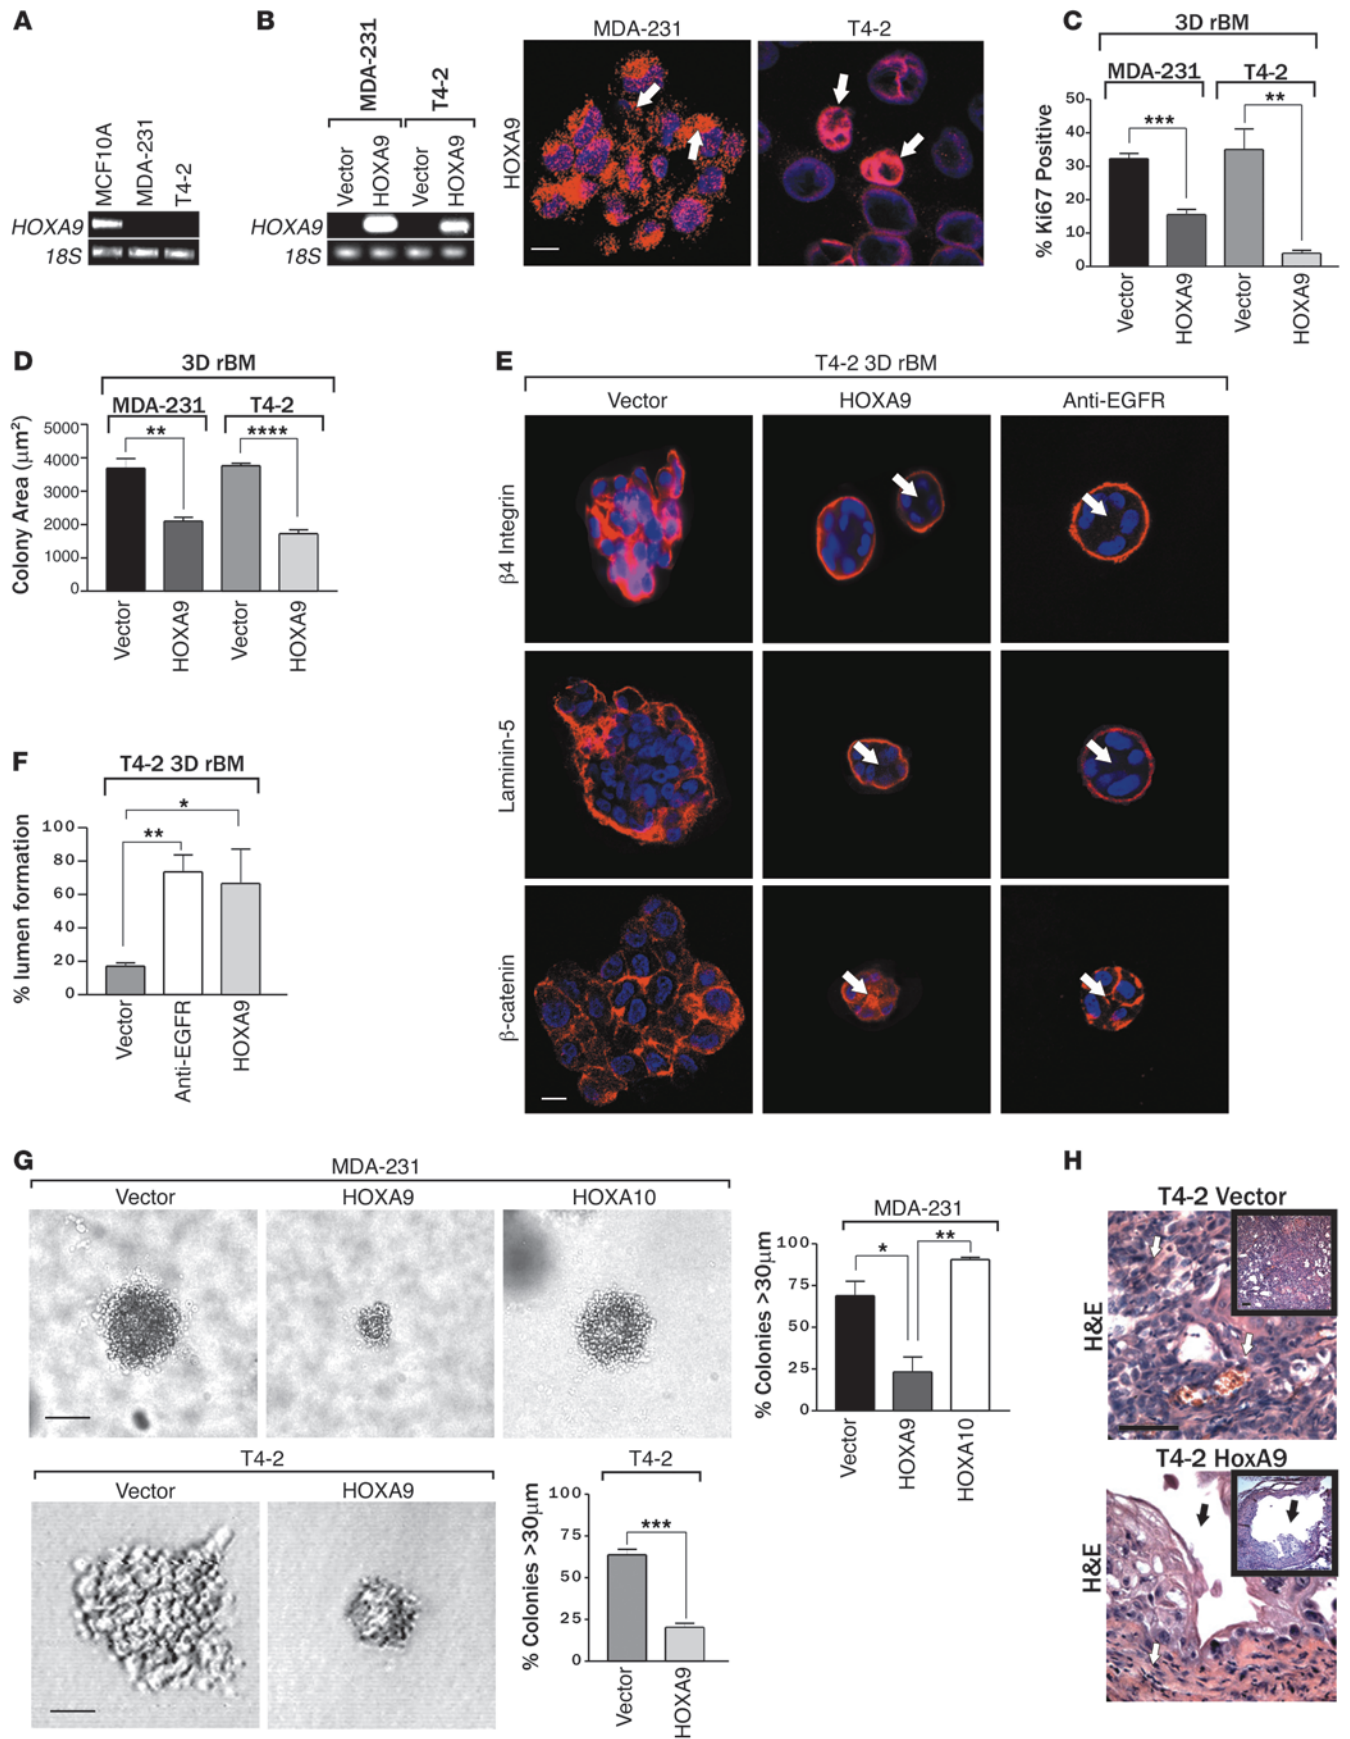 A
MCF10A
MDA-231
T4-2
HOXA9
18S
B
MDA-231
T4-2
Vector
HOXA9
Vector
HOXA9
HOXA9
18S
MDA-231
T4-2
HOXA9
C
3D rBM
MDA-231
T4-2
***
**
% Ki67 Positive
50
40
30
20
10
0
Vector
HOXA9
Vector
HOXA9
D
3D rBM
MDA-231
T4-2
**
****
Colony Area (μm²)
5000
4000
3000
2000
1000
0
Vector
HOXA9
Vector
HOXA9
E
T4-2 3D rBM
Vector
HOXA9
Anti-EGFR
β4 Integrin
Laminin-5
β-catenin
F
T4-2 3D rBM
*
**
% lumen formation
100
80
60
40
20
0
Vector
Anti-EGFR
HOXA9
G
MDA-231
Vector
HOXA9
HOXA10
MDA-231
*
**
% Colonies >30μm
100
75
50
25
0
Vector
HOXA9
HOXA10
T4-2
Vector
HOXA9
T4-2
***
% Colonies >30μm
100
75
50
25
0
Vector
HOXA9
H
T4-2 Vector
H&E
T4-2 HoxA9
H&E